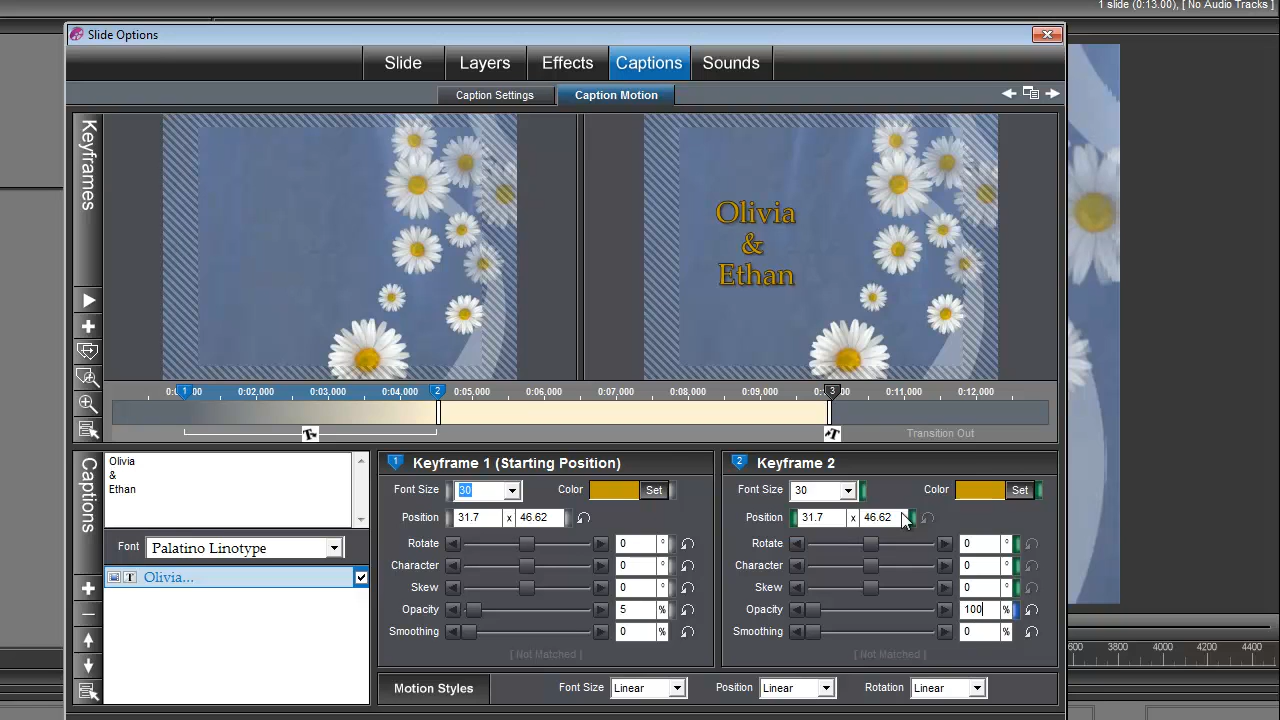 1 slide (0:13.00), [ No Audio Tracks ]
Slide Options
Slide Layers Effects Captions Sounds
Caption Settings Caption Motion
Keyframes
Olivia
&
Ethan
1 2 3
0:02,000 0:03,000 0:04,000 0:05,000 0:06,000 0:07,000 0:08,000 0:09,000 0:11,000 0:12,000
Transition Out
Captions
Olivia
&
Ethan
Font Palatino Linotype
T Olivia...
1 Keyframe 1 (Starting Position)
Font Size 30 Color Set
Position 31.7 x 46.62
Rotate 0 °
Character 0 °
Skew 0 °
Opacity 5 %
Smoothing 0 %
[ Not Matched ]
2 Keyframe 2
Font Size 30 Color Set
Position 31.7 x 46.62
Rotate 0 °
Character 0 °
Skew 0 °
Opacity 100 %
Smoothing 0 %
[ Not Matched ]
Motion Styles Font Size Linear Position Linear Rotation Linear
3800 4000 4200 4400